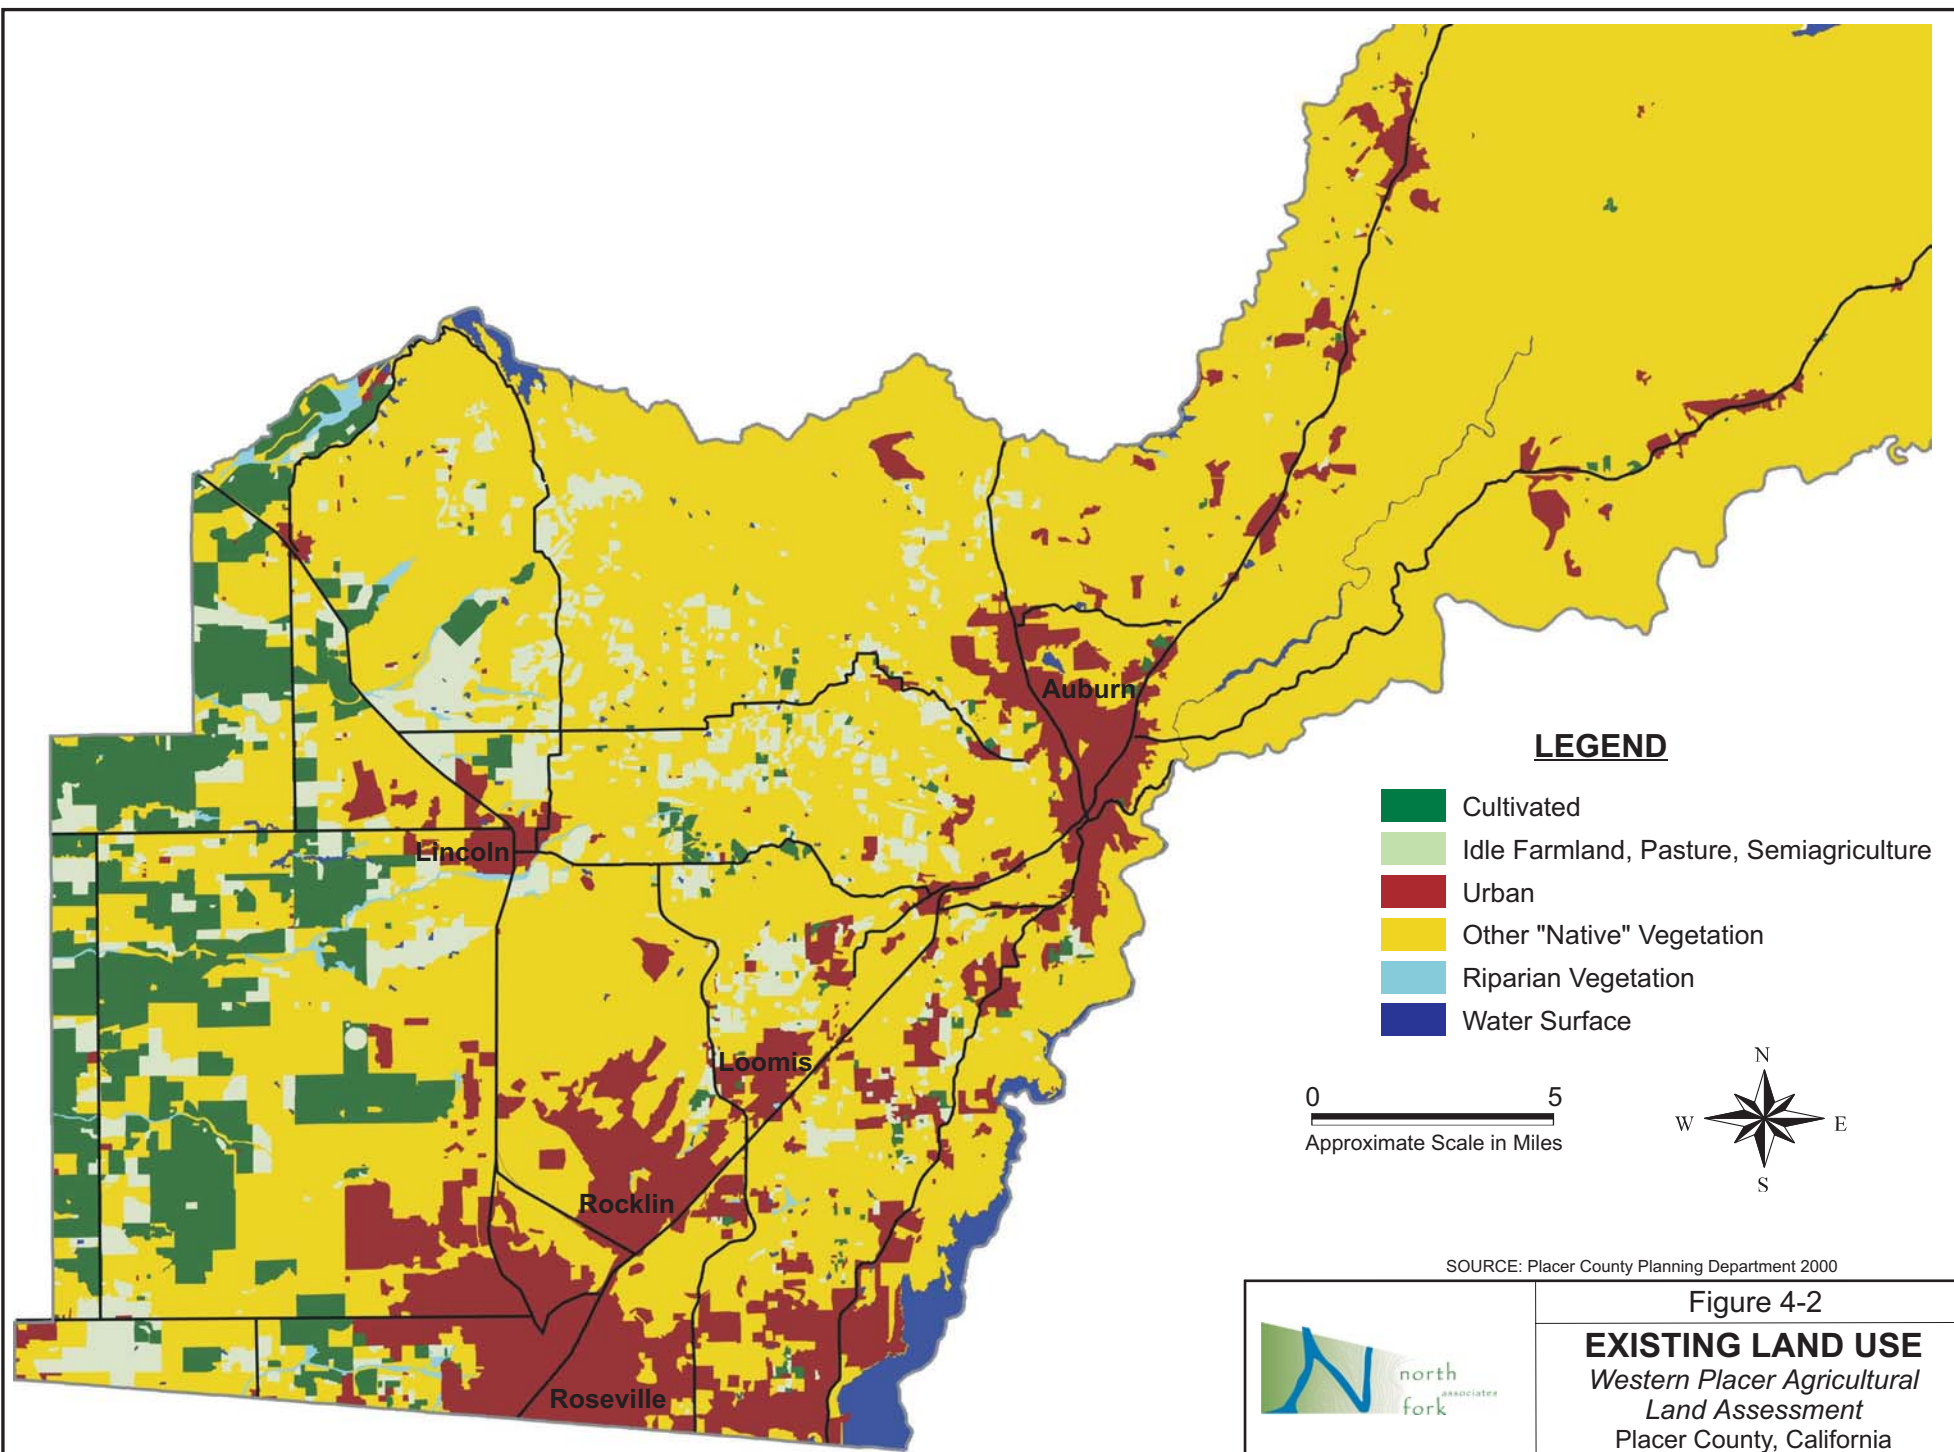 Auburn
Lincoln
Loomis
Rocklin
Roseville
LEGEND
Cultivated
Idle Farmland, Pasture, Semiagriculture
Urban
Other "Native" Vegetation
Riparian Vegetation
Water Surface
0 5
Approximate Scale in Miles
N
W E
S
SOURCE: Placer County Planning Department 2000
north
associates
fork
Figure 4-2
EXISTING LAND USE
Western Placer Agricultural
Land Assessment
Placer County, California